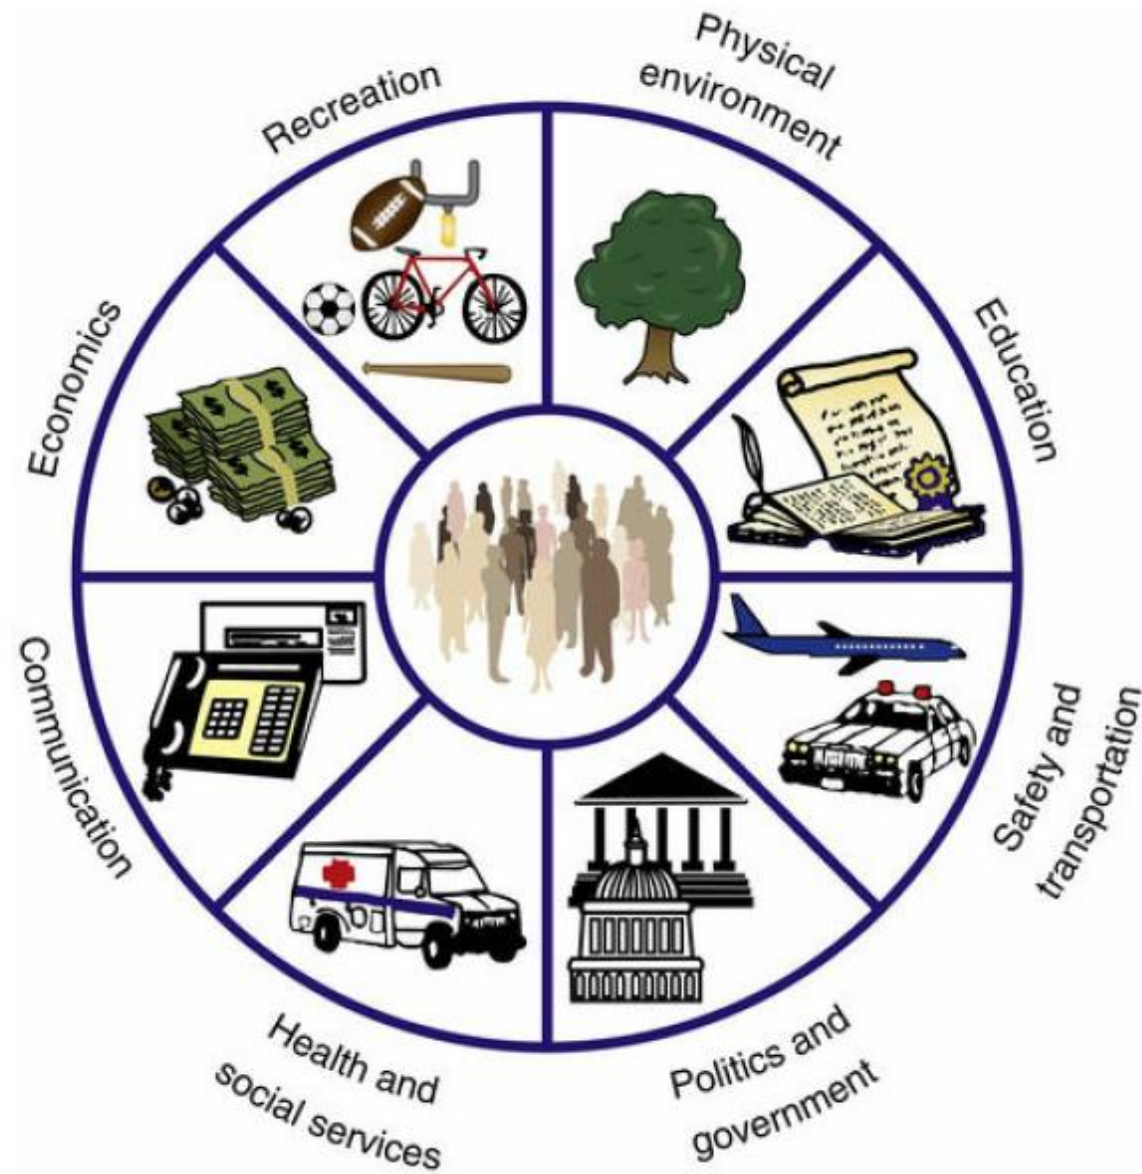 Physical
environment
Education
Safety and
transportation
Politics and
government
Health and
social services
Communication
Economics
Recreation